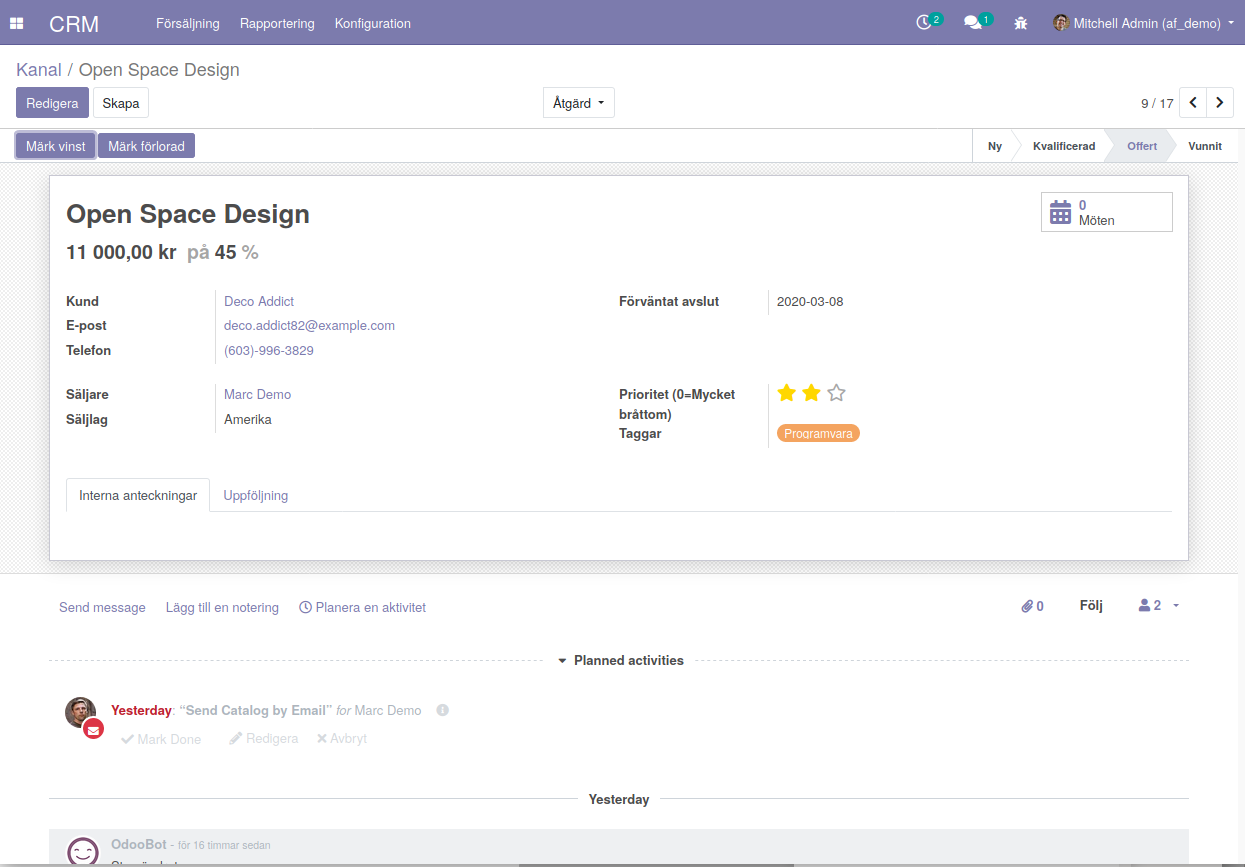 CRM Försäljning Rapportering Konfiguration 2 1 Mitchell Admin (af_demo)
Kanal / Open Space Design
Redigera Skapa Åtgärd 9 / 17
Märk vinst Märk förlorad Ny Kvalificerad Offert Vunnit
Open Space Design
0
Möten
11 000,00 kr på 45 %
Kund Deco Addict Förväntat avslut 2020-03-08
E-post deco.addict82@example.com
Telefon (603)-996-3829
Säljare Marc Demo Prioritet (0=Mycket
bråttom)
Säljlag Amerika
Taggar Programvara
Interna anteckningar Uppföljning
Send message Lägg till en notering Planera en aktivitet 0 Följ 2
Planned activities
Yesterday: “Send Catalog by Email” for Marc Demo
Mark Done Redigera Avbryt
Yesterday
OdooBot - för 16 timmar sedan